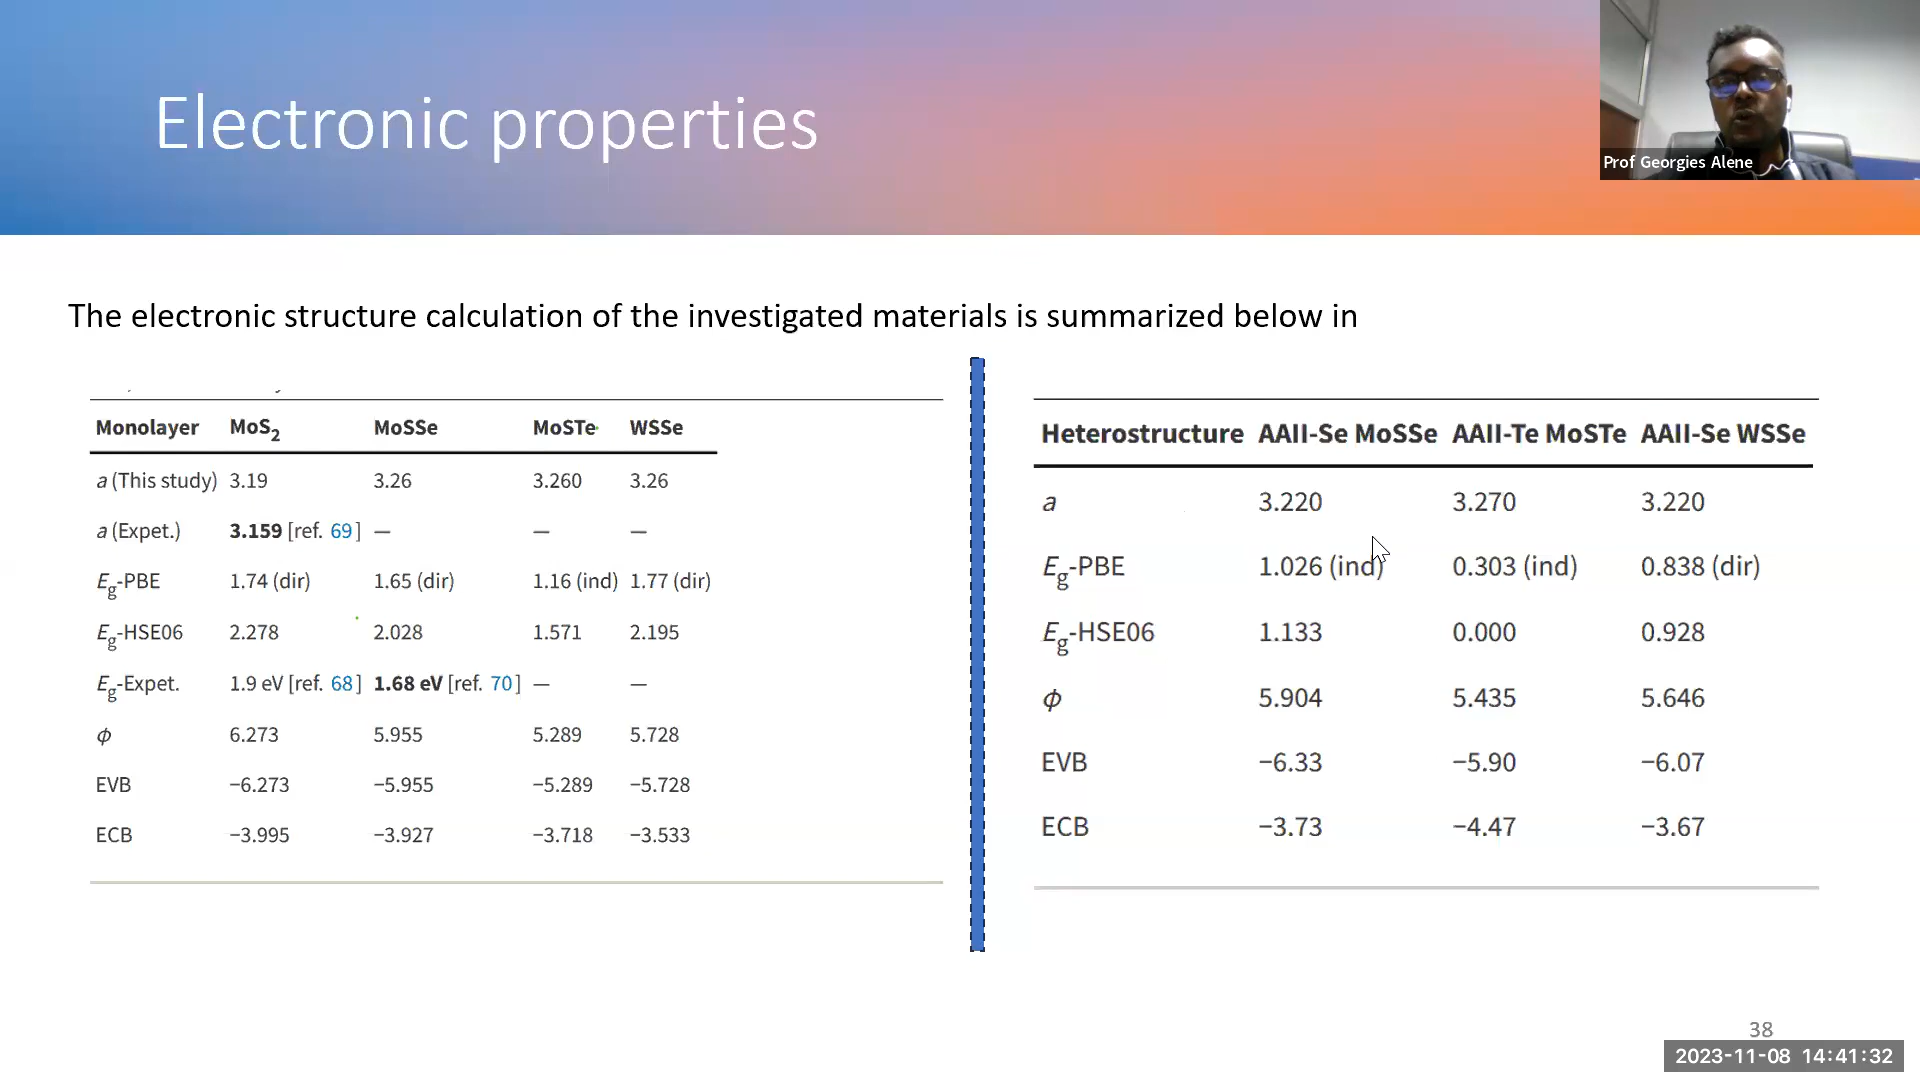 Electronic properties
Prof Georgies Alene
The electronic structure calculation of the investigated materials is summarized below in
Monolayer MoS2 MoSSe MoSTe WSSe
a (This study) 3.19 3.26 3.260 3.26
a (Expet.) 3.159 [ref. 69] — — —
Eg-PBE 1.74 (dir) 1.65 (dir) 1.16 (ind) 1.77 (dir)
Eg-HSE06 2.278 2.028 1.571 2.195
Eg-Expet. 1.9 eV [ref. 68] 1.68 eV [ref. 70] — —
ϕ 6.273 5.955 5.289 5.728
EVB −6.273 −5.955 −5.289 −5.728
ECB −3.995 −3.927 −3.718 −3.533
Heterostructure AAII-Se MoSSe AAII-Te MoSTe AAII-Se WSSe
a 3.220 3.270 3.220
Eg-PBE 1.026 (ind) 0.303 (ind) 0.838 (dir)
Eg-HSE06 1.133 0.000 0.928
ϕ 5.904 5.435 5.646
EVB −6.33 −5.90 −6.07
ECB −3.73 −4.47 −3.67
38
2023-11-08 14:41:32